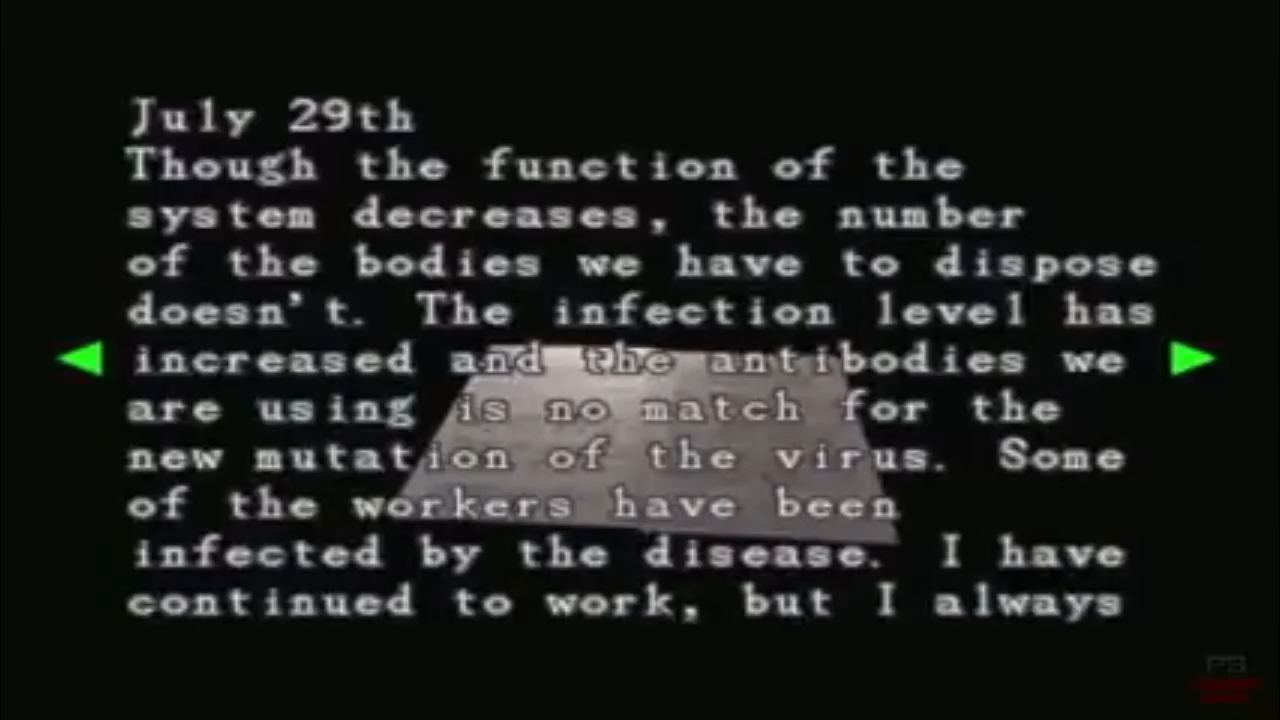 July 29th
Though the function of the
system decreases, the number
of the bodies we have to dispose
doesn't. The infection level has
increased and the antibodies we
are using is no match for the
new mutation of the virus. Some
of the workers have been
infected by the disease. I have
continued to work, but I always